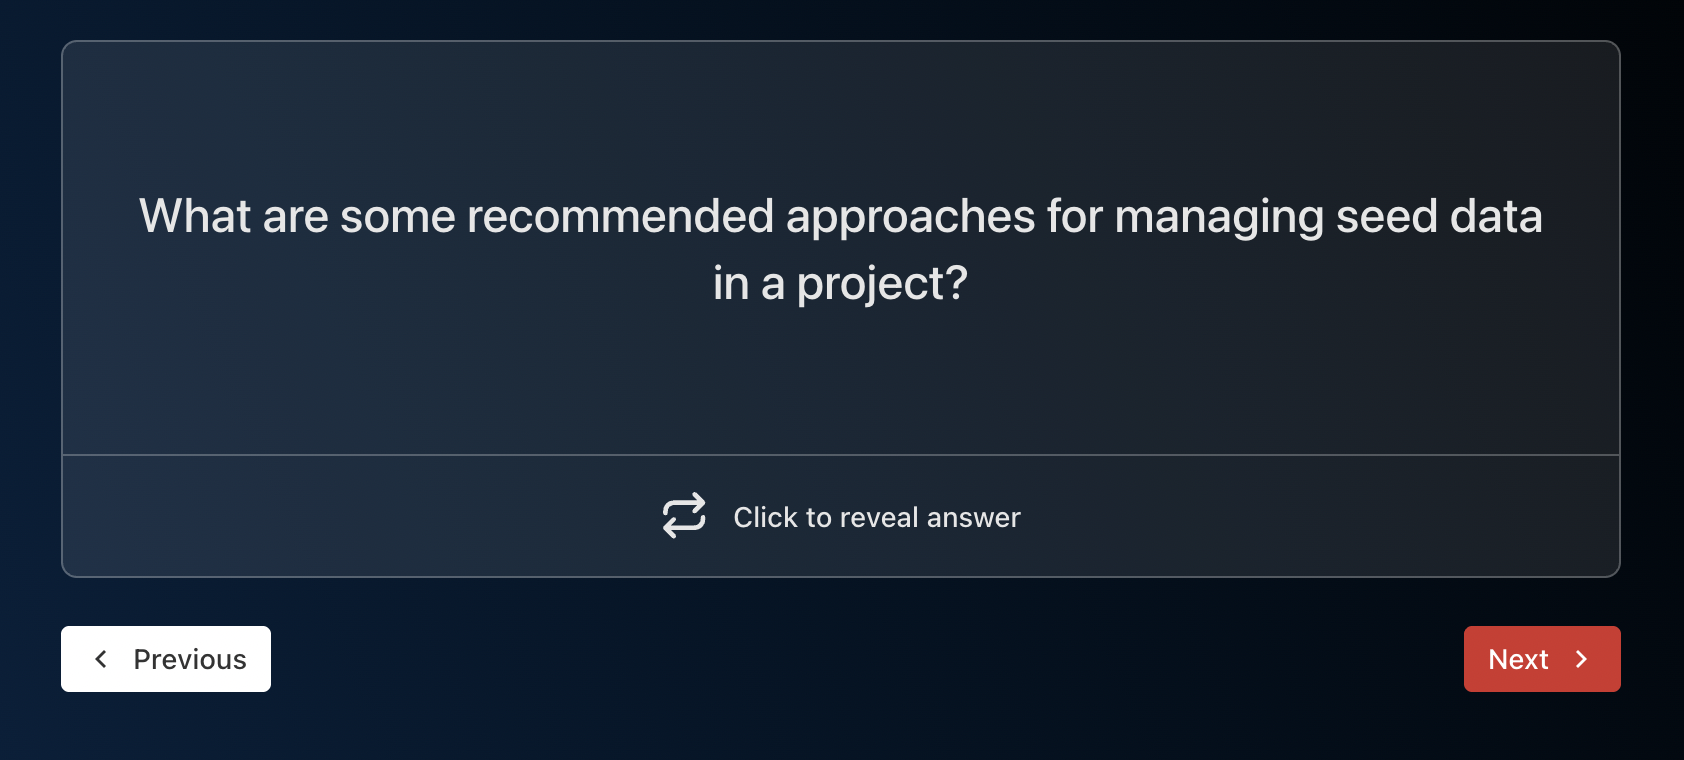 What are some recommended approaches for managing seed data
in a project?
Click to reveal answer
Previous
Next